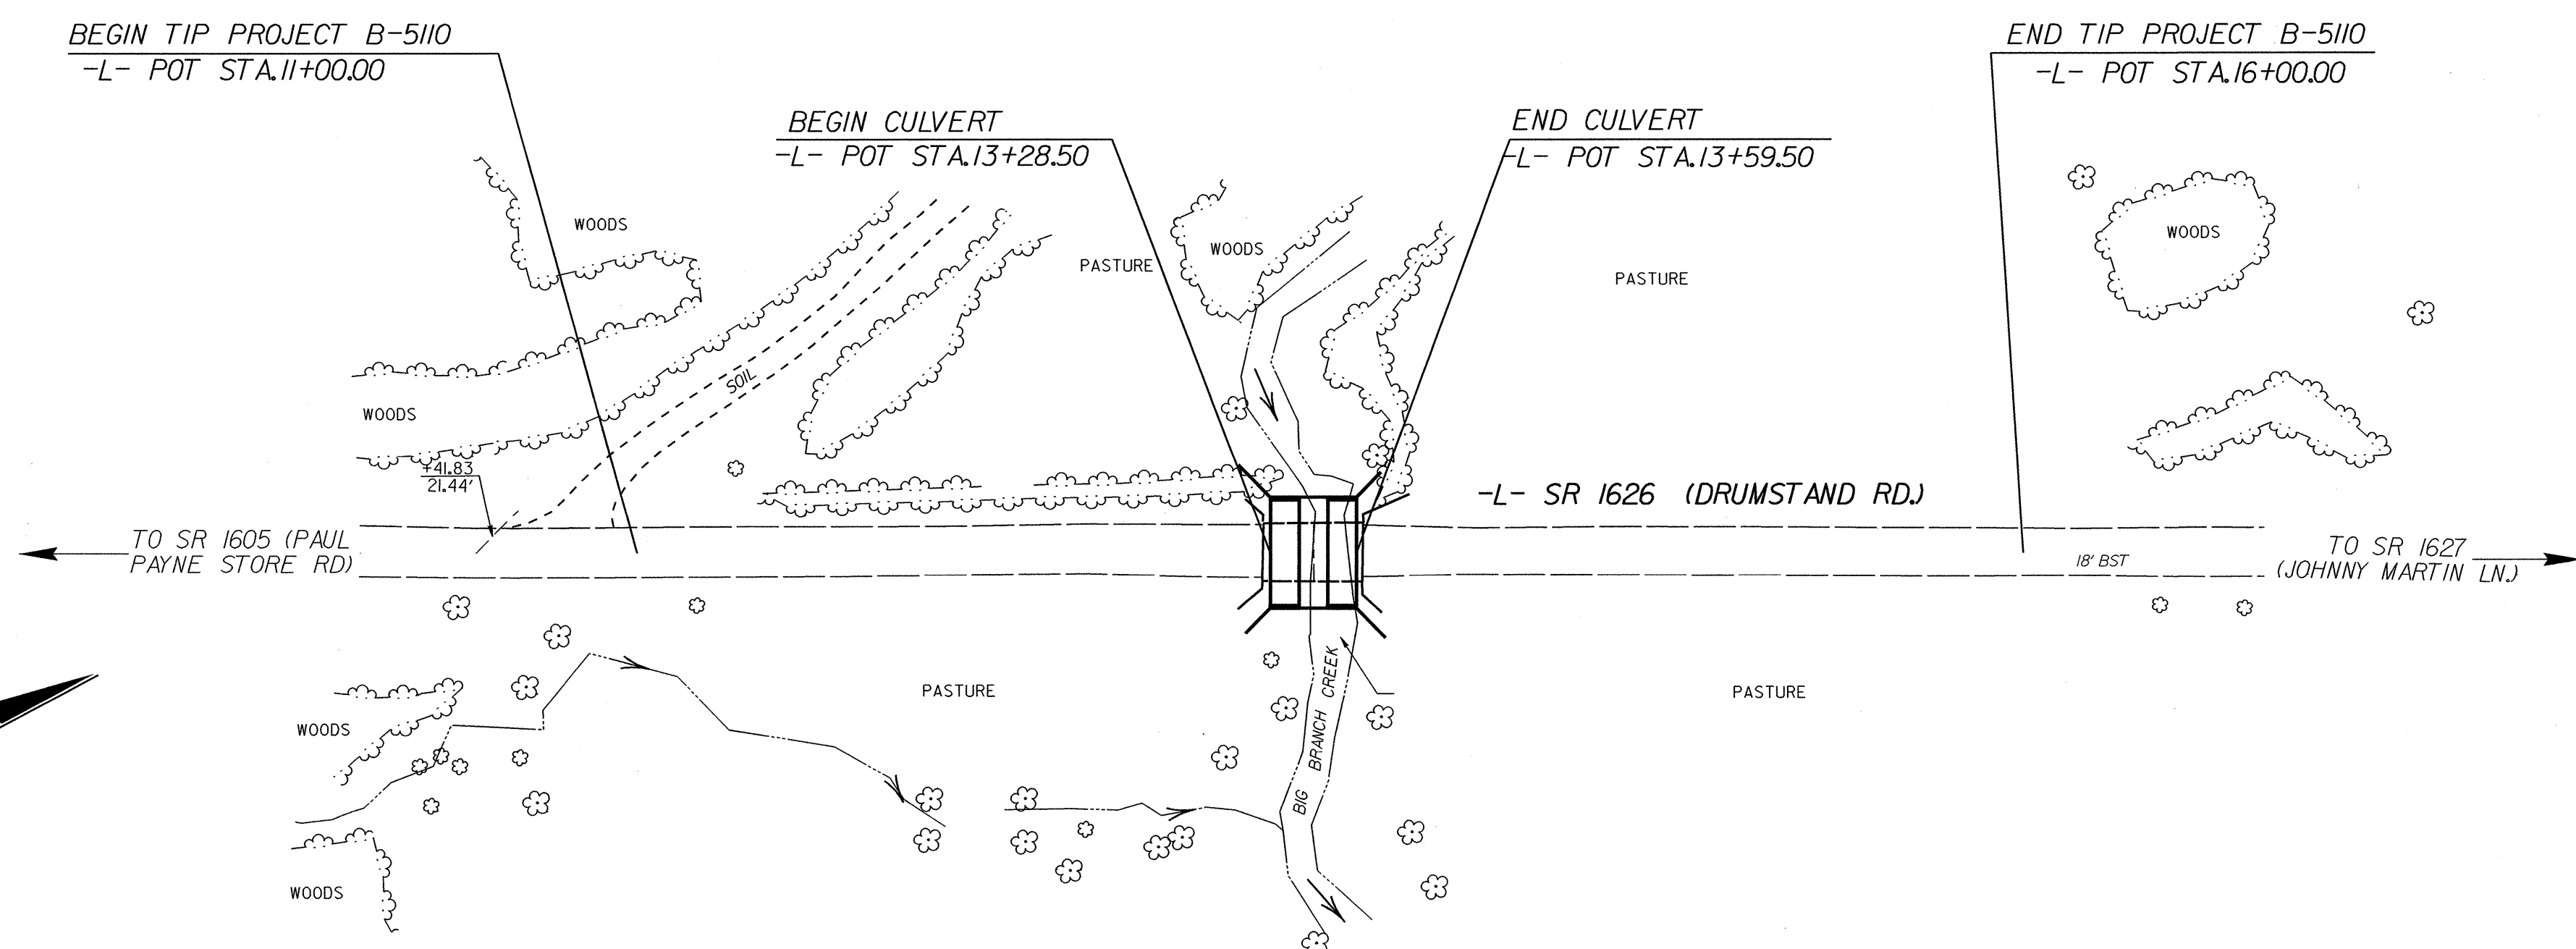 BEGIN TIP PROJECT B-5110
-L- POT STA.11+00.00
END TIP PROJECT B-5110
-L- POT STA.16+00.00
BEGIN CULVERT
-L- POT STA.13+28.50
END CULVERT
-L- POT STA.13+59.50
WOODS
WOODS
WOODS
PASTURE
PASTURE
SOIL
WOODS
+41.83
21.44'
-L- SR 1626 (DRUMSTAND RD.)
TO SR 1605 (PAUL
PAYNE STORE RD)
18' BST
TO SR 1627
(JOHNNY MARTIN LN.)
PASTURE
PASTURE
BIG BRANCH CREEK
WOODS
WOODS